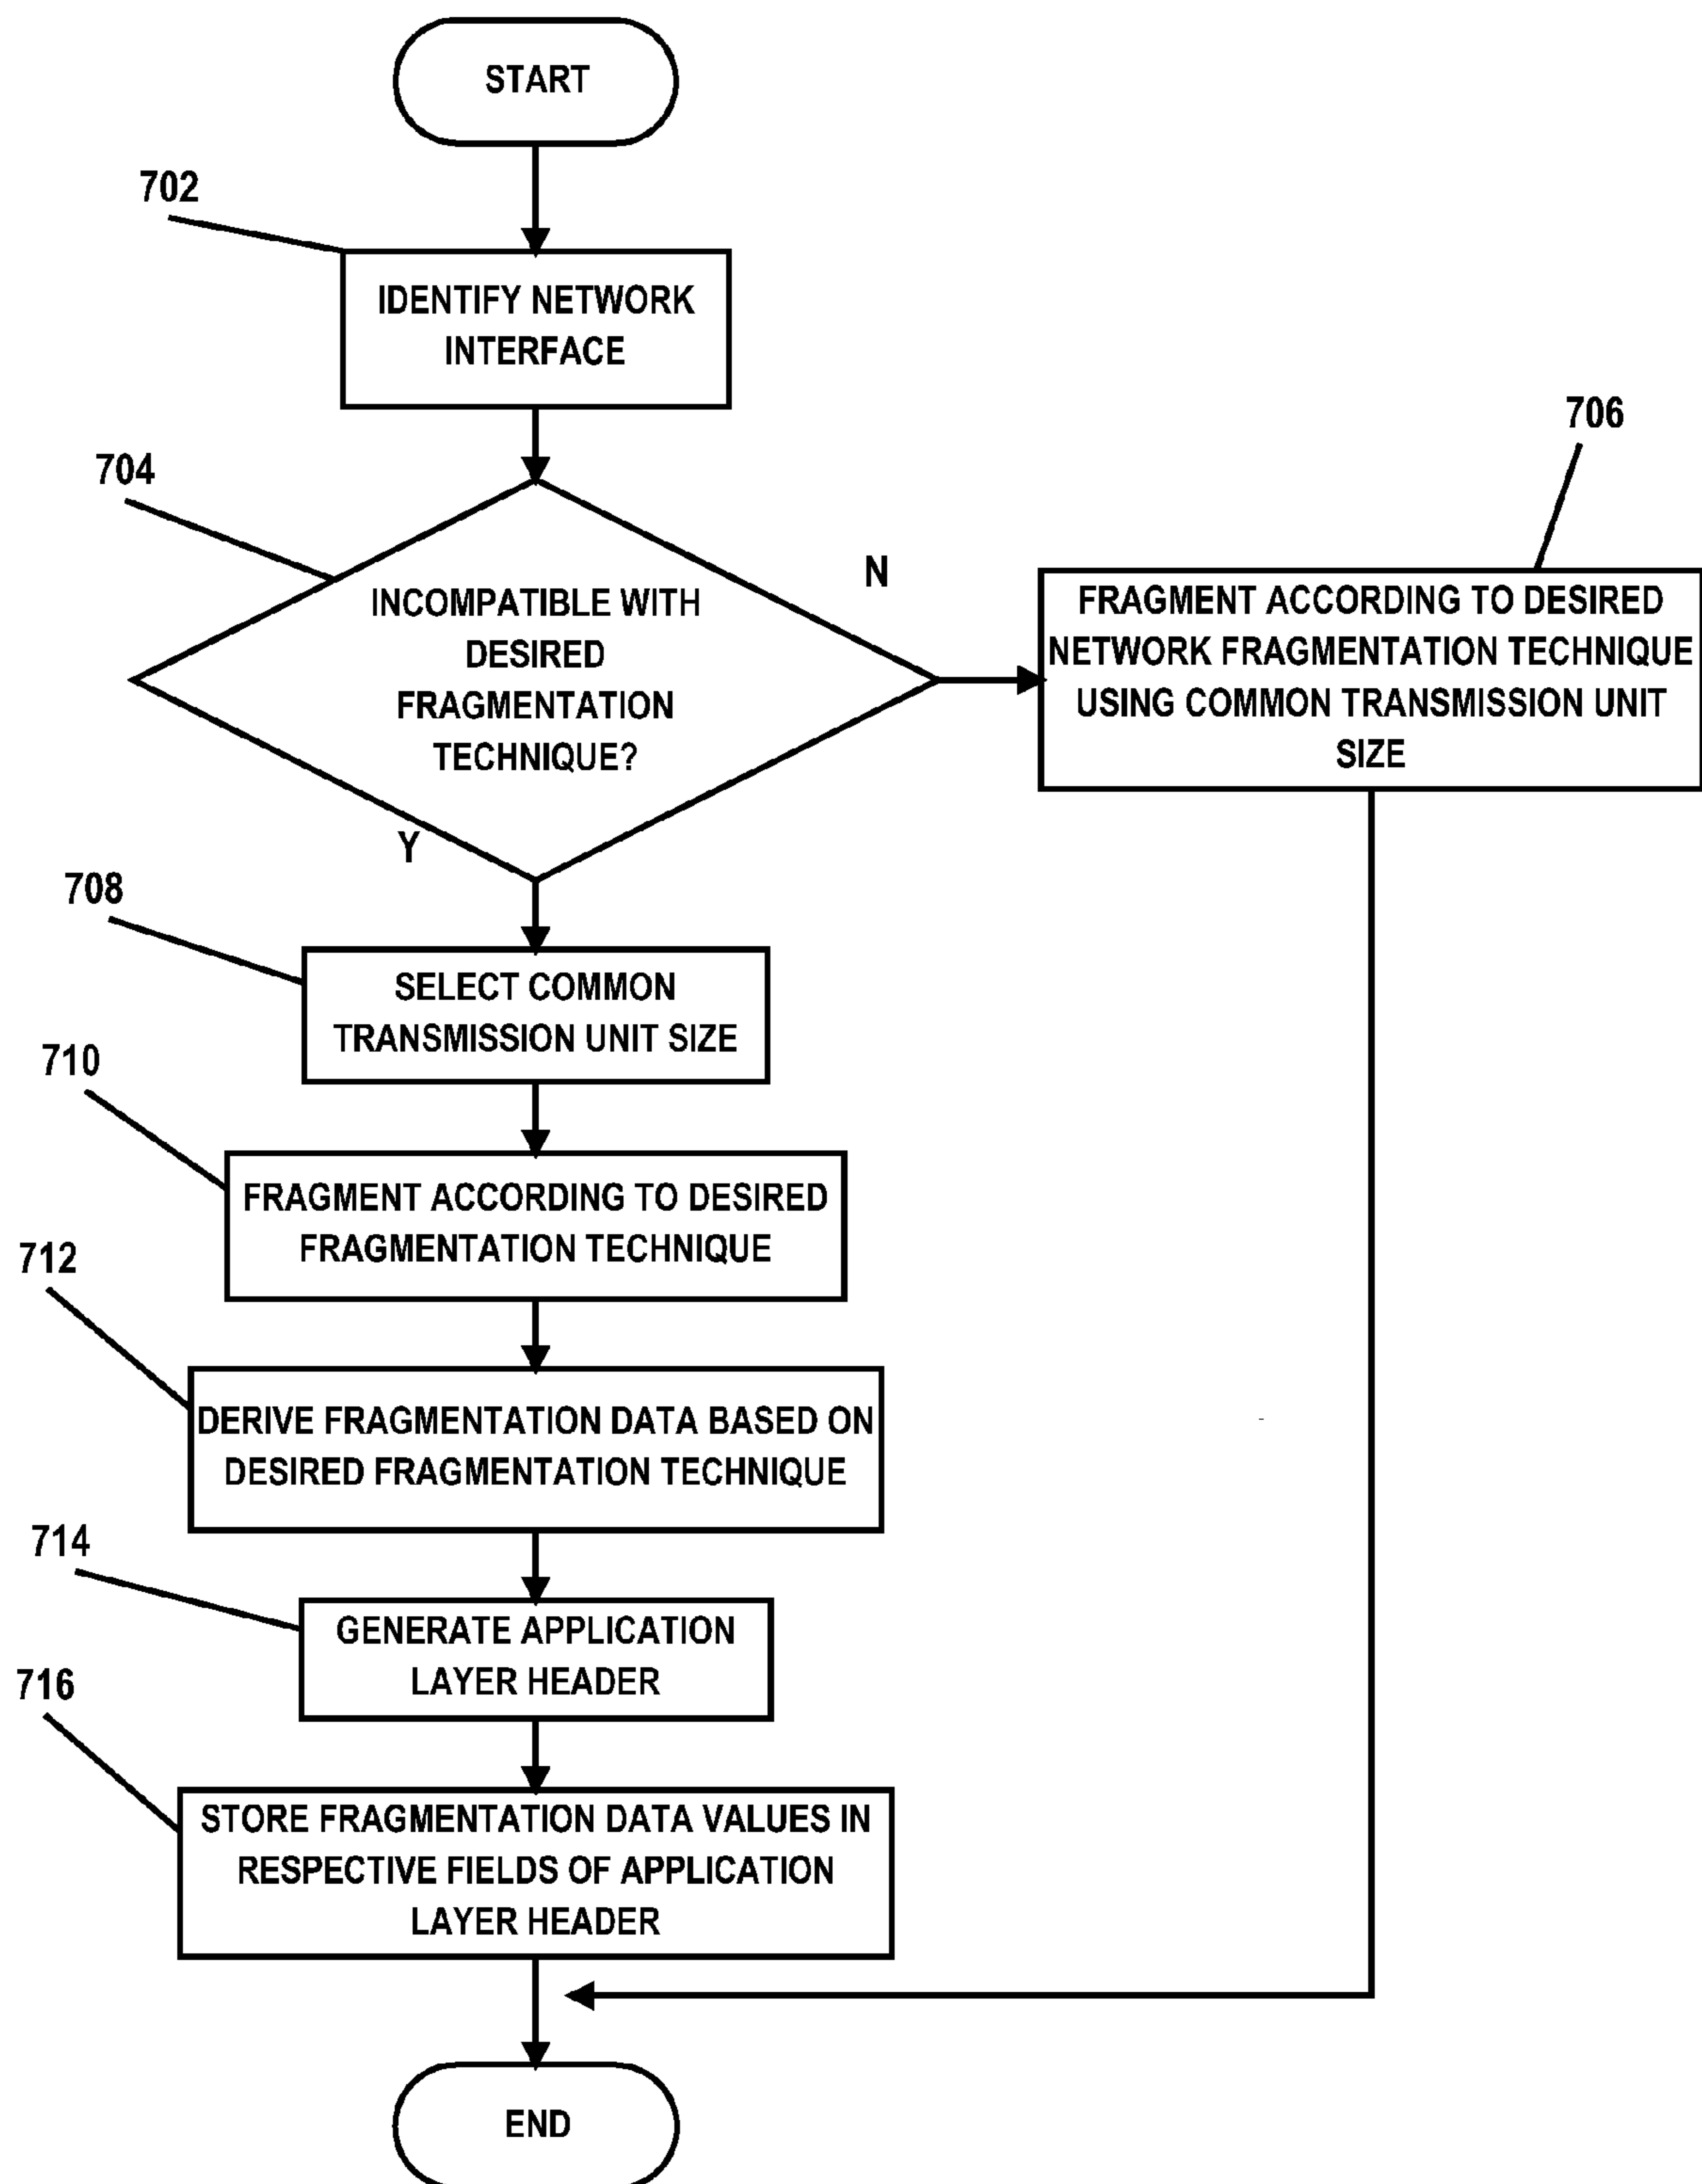 START
702
IDENTIFY NETWORK
INTERFACE
704
INCOMPATIBLE WITH
DESIRED
FRAGMENTATION
TECHNIQUE?
N
706
FRAGMENT ACCORDING TO DESIRED
NETWORK FRAGMENTATION TECHNIQUE
USING COMMON TRANSMISSION UNIT
SIZE
Y
708
SELECT COMMON
TRANSMISSION UNIT SIZE
710
FRAGMENT ACCORDING TO DESIRED
FRAGMENTATION TECHNIQUE
712
DERIVE FRAGMENTATION DATA BASED ON
DESIRED FRAGMENTATION TECHNIQUE
714
GENERATE APPLICATION
LAYER HEADER
716
STORE FRAGMENTATION DATA VALUES IN
RESPECTIVE FIELDS OF APPLICATION
LAYER HEADER
END